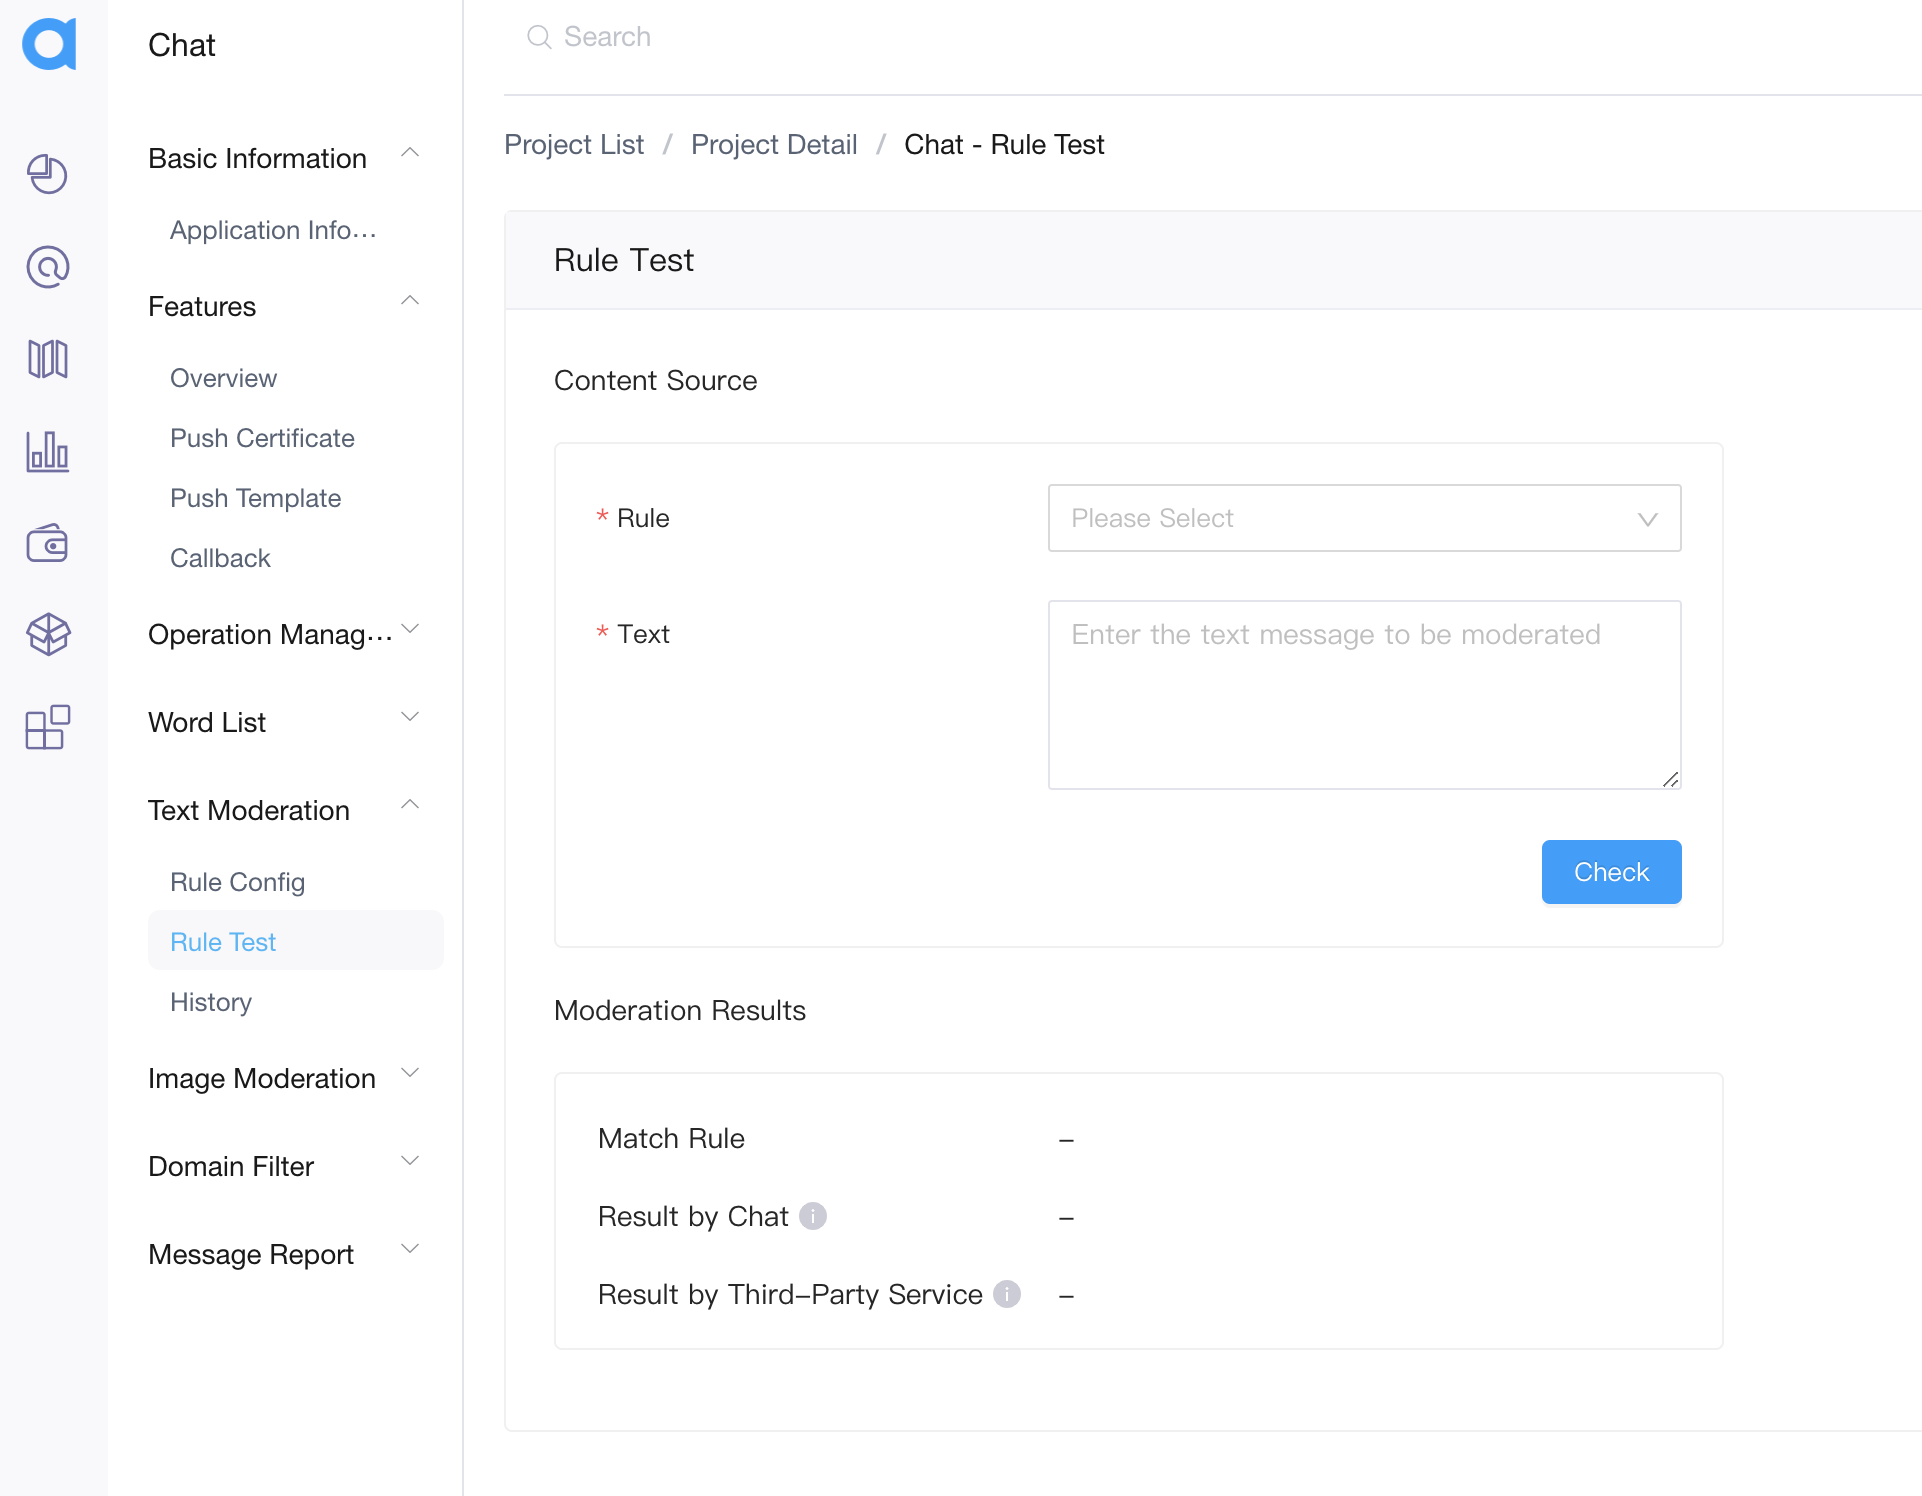 Chat
Basic Information
Application Info...
Features
Overview
Push Certificate
Push Template
Callback
Operation Manag...
Word List
Text Moderation
Rule Config
Rule Test
History
Image Moderation
Domain Filter
Message Report
Search
Project List / Project Detail / Chat - Rule Test
Rule Test
Content Source
* Rule
Please Select
* Text
Enter the text message to be moderated
Check
Moderation Results
Match Rule –
Result by Chat –
Result by Third-Party Service –